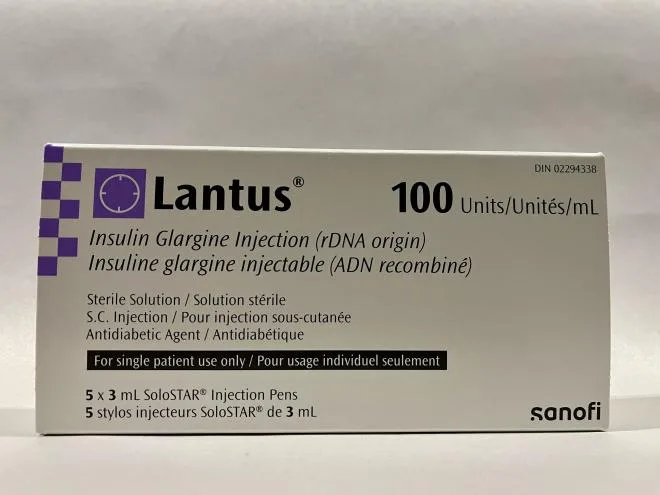 DIN 02294338
Lantus® 100 Units/Unités/mL
Insulin Glargine Injection (rDNA origin)
Insuline glargine injectable (ADN recombiné)
Sterile Solution / Solution stérile
S.C. Injection / Pour injection sous-cutanée
Antidiabetic Agent / Antidiabétique
For single patient use only / Pour usage individuel seulement
5 x 3 mL SoloSTAR® Injection Pens
5 stylos injecteurs SoloSTAR® de 3 mL
sanofi